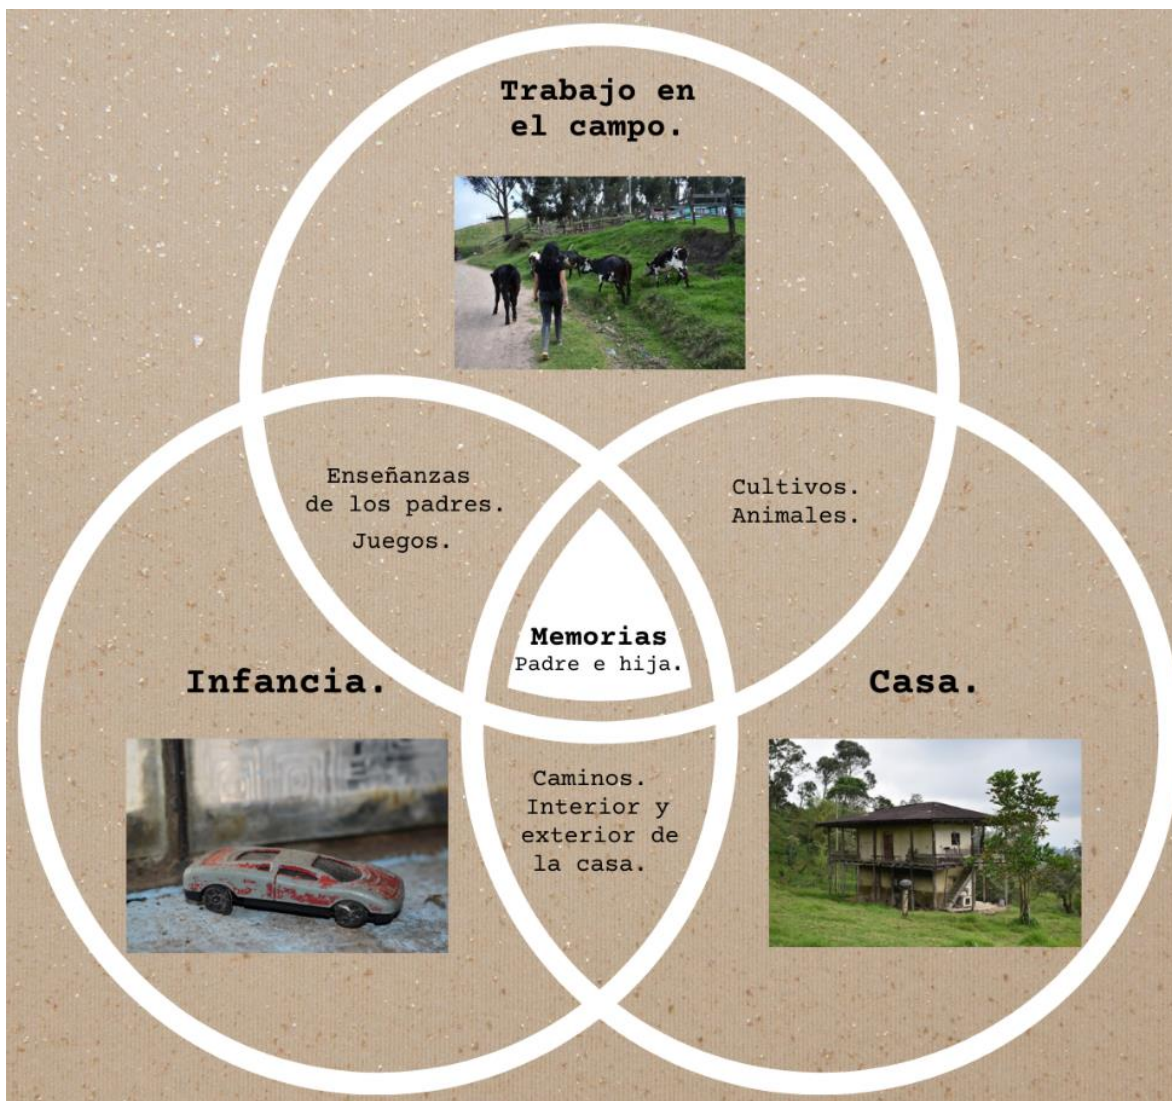 Trabajo en
el campo.
Enseñanzas
de los padres.
Juegos.
Cultivos.
Animales.
Memorias
Padre e hija.
Infancia.
Casa.
Caminos.
Interior y
exterior de
la casa.